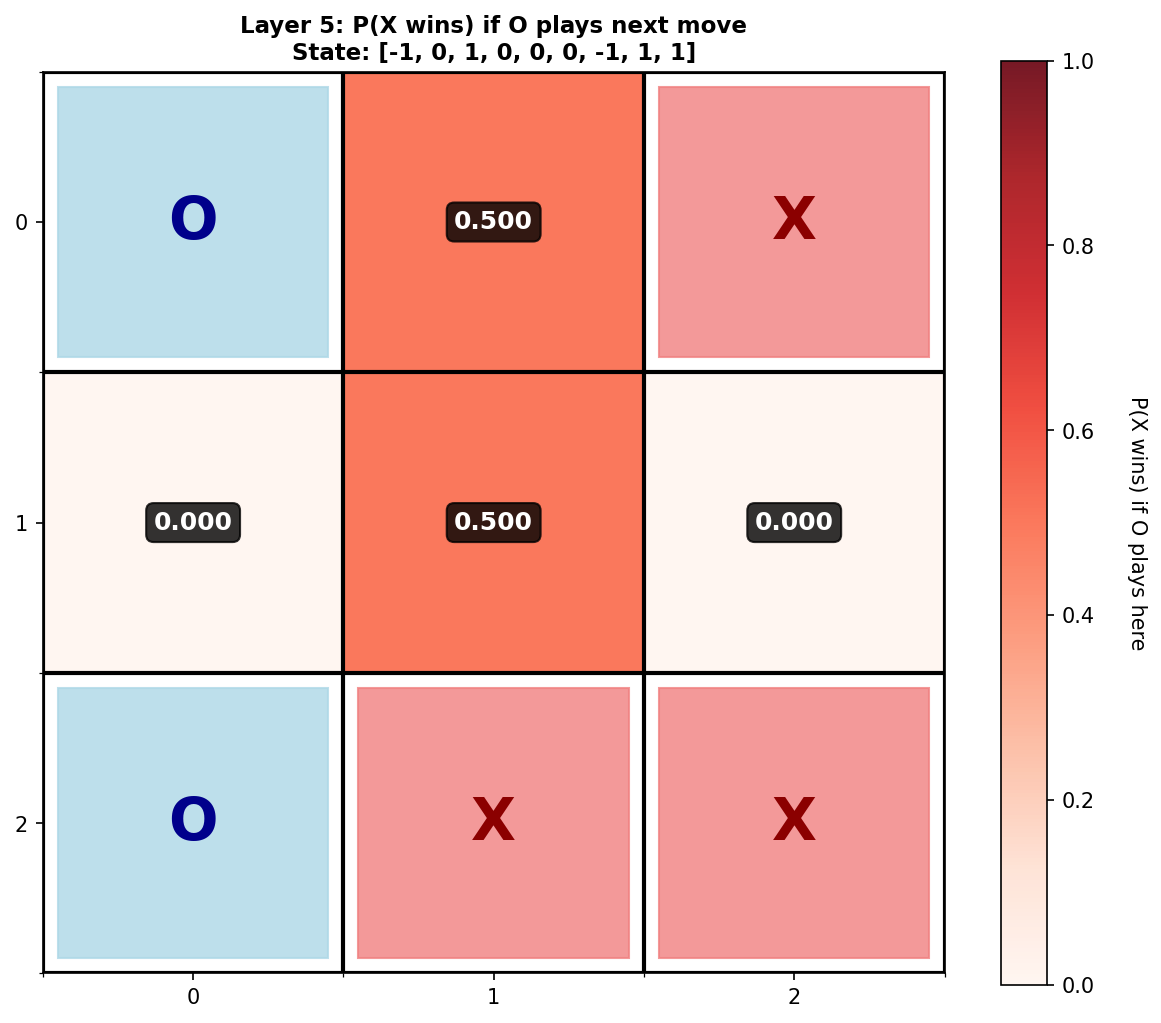 Layer 5: P(X wins) if O plays next move
State: [-1, 0, 1, 0, 0, 0, -1, 1, 1]
1.0
0.8
0.6
0.4
0.2
0.0
P(X wins) if O plays here
0
O
0.500
X
1
0.000
0.500
0.000
2
O
X
X
0
1
2